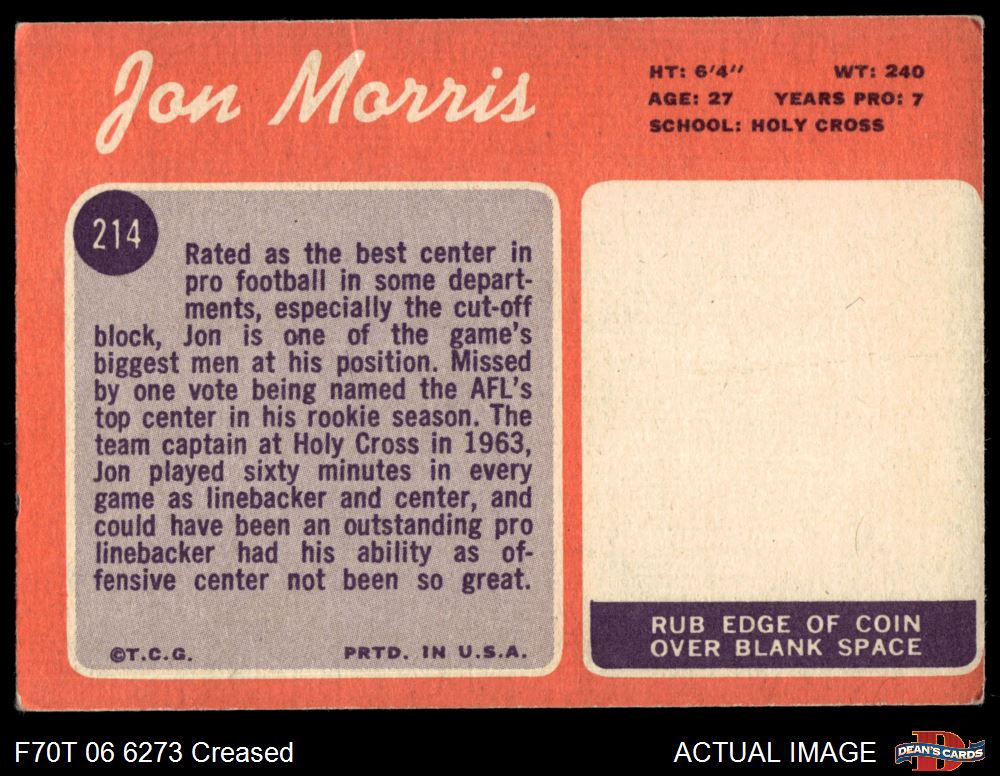 Jon Morris
HT: 6'4" WT: 240
AGE: 27 YEARS PRO: 7
SCHOOL: HOLY CROSS
214
Rated as the best center in
pro football in some depart-
ments, especially the cut-off
block, Jon is one of the game's
biggest men at his position. Missed
by one vote being named the AFL's
top center in his rookie season. The
team captain at Holy Cross in 1963,
Jon played sixty minutes in every
game as linebacker and center, and
could have been an outstanding pro
linebacker had his ability as of-
fensive center not been so great.
©T.C.G. PRTD. IN U.S.A.
RUB EDGE OF COIN
OVER BLANK SPACE
F70T 06 6273 Creased
ACTUAL IMAGE
D
DEAN'S CARDS